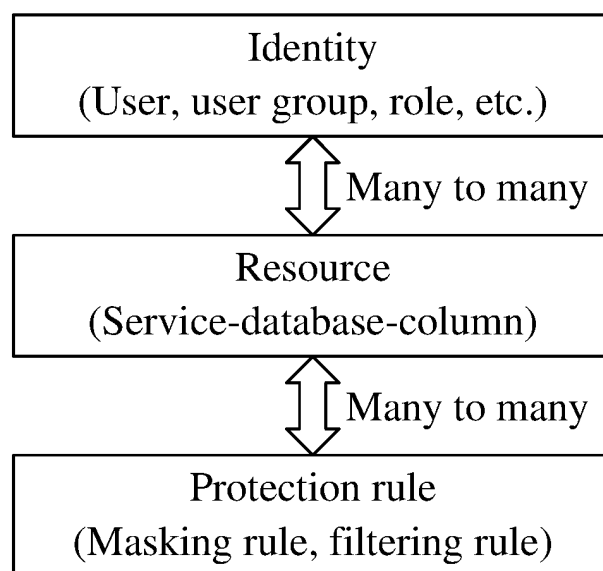 Identity
(User, user group, role, etc.)
Many to many
Resource
(Service-database-column)
Many to many
Protection rule
(Masking rule, filtering rule)